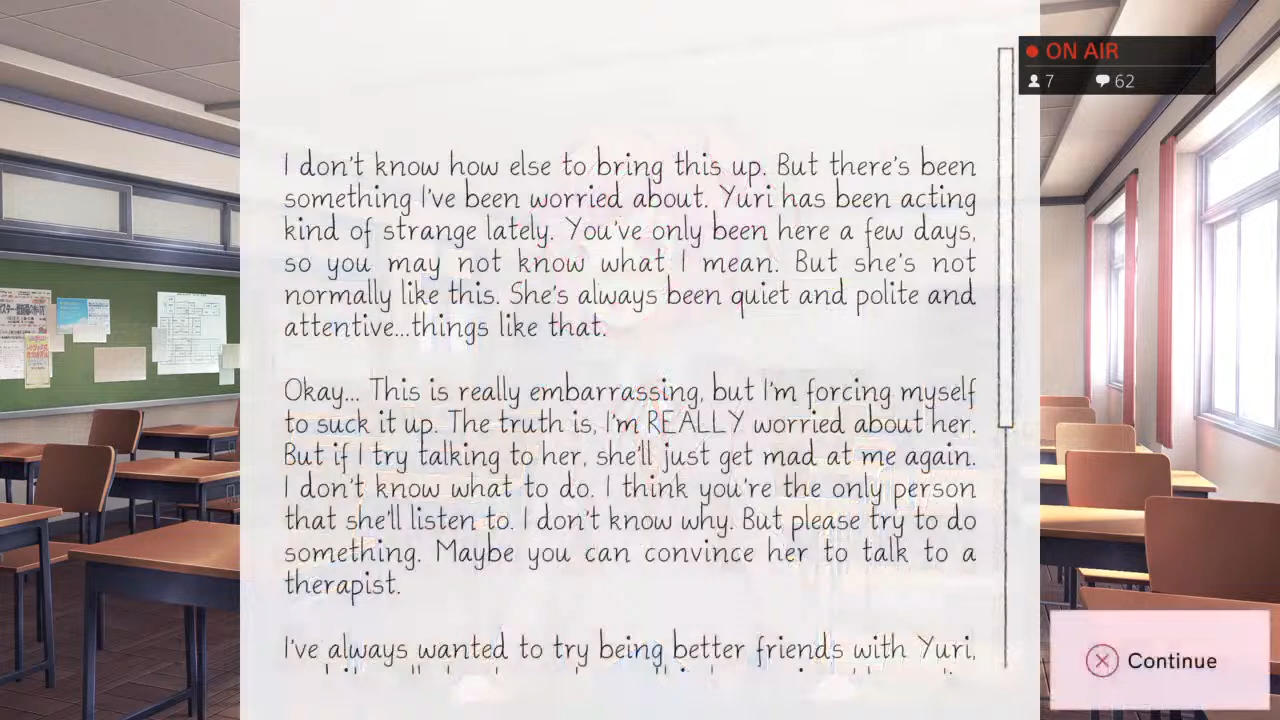 ON AIR
7 62
I don't know how else to bring this up. But there's been
something I've been worried about. Yuri has been acting
kind of strange lately. You've only been here a few days,
so you may not know what I mean. But she's not
normally like this. She's always been quiet and polite and
attentive...things like that.
Okay... This is really embarrassing, but I'm forcing myself
to suck it up. The truth is, I'm REALLY worried about her.
But if I try talking to her, she'll just get mad at me again.
I don't know what to do. I think you're the only person
that she'll listen to. I don't know why. But please try to do
something. Maybe you can convince her to talk to a
therapist.
I've always wanted to try being better friends with Yuri,
Continue